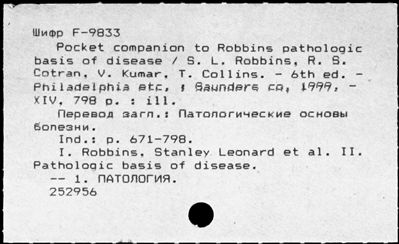 Шифр F-9833
Pocket companion to Robbins pathologic
basis of disease / S. L. Robbins, R. S.
Cotran, V. Kumar, T. Collins. - 6th ed. -
Philadelphia etc. ; Saunders co, 1999, -
XIV, 798 p. : ill.
Перевод загл.: Патологические основы
болезни.
Ind.: p. 671-798.
I. Robbins, Stanley Leonard et al. II.
Pathologic basis of disease.
-- 1. ПАТОЛОГИЯ.
252956